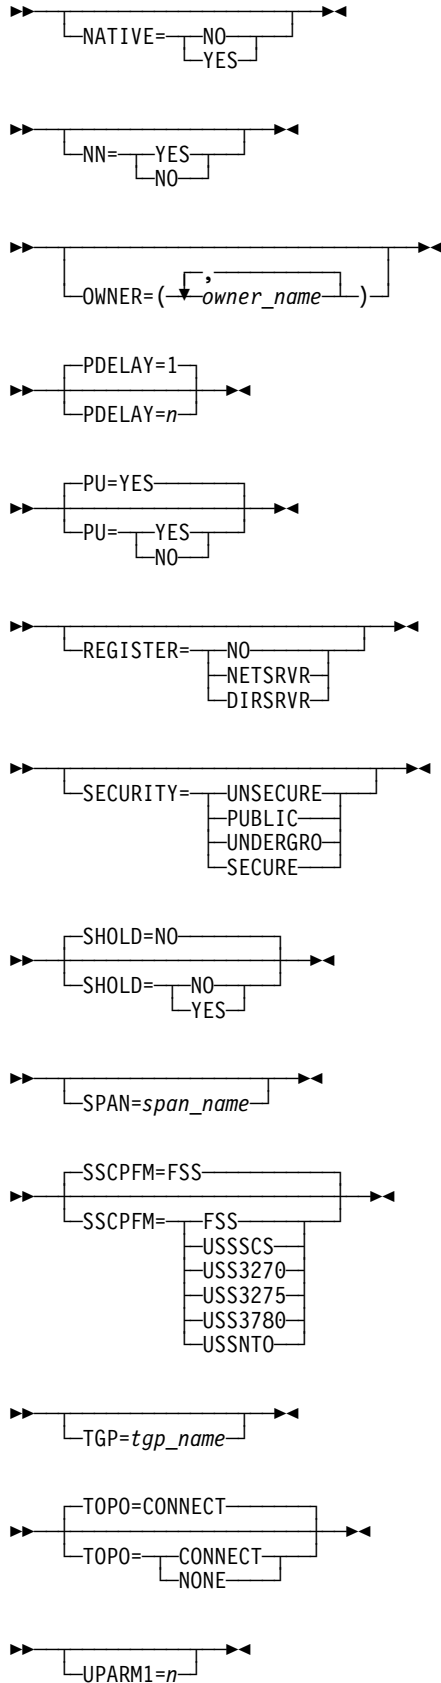 NATIVE= NO
YES
NN= YES
NO
,
OWNER=( owner_name )
PDELAY=1
PDELAY=n
PU=YES
PU= YES
NO
REGISTER= NO
NETSRVR
DIRSRVR
SECURITY= UNSECURE
PUBLIC
UNDERGRO
SECURE
SHOLD=NO
SHOLD= NO
YES
SPAN=span_name
SSCPFM=FSS
SSCPFM= FSS
USSSCS
USS3270
USS3275
USS3780
USSNTO
TGP=tgp_name
TOPO=CONNECT
TOPO= CONNECT
NONE
UPARM1=n